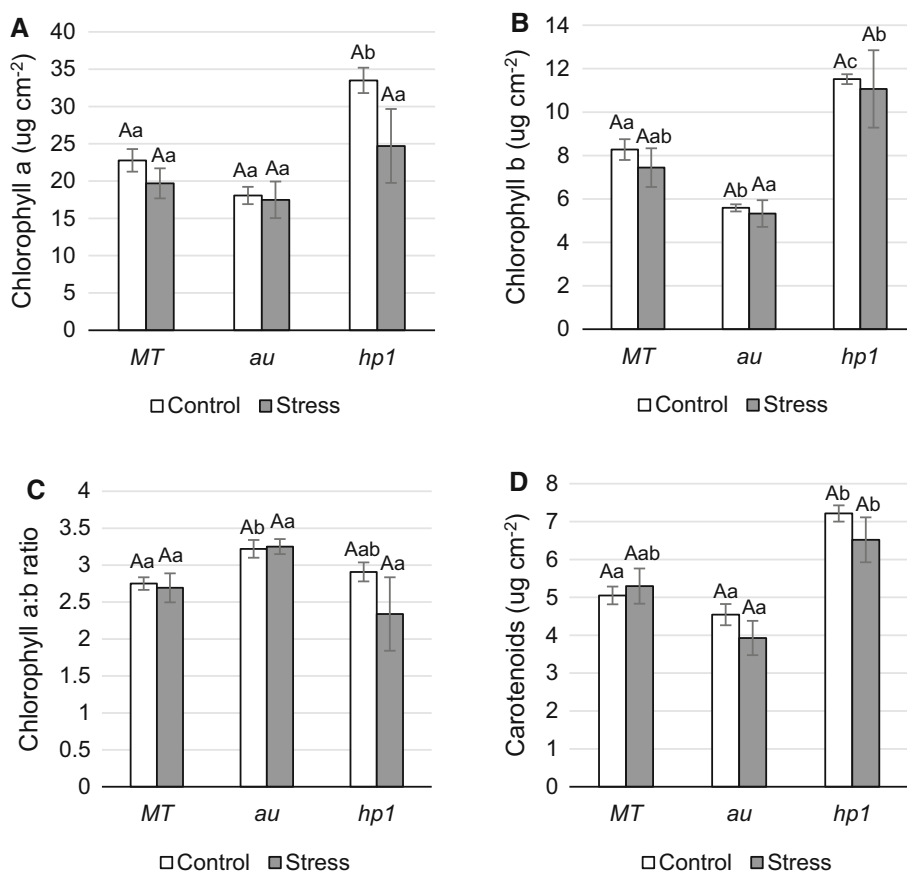 A
Chlorophyll a (ug cm-2)
40
35
30
25
20
15
10
5
0
Aa
Aa
Aa Aa
Ab
Aa
MT au hp1
Control Stress
B
Chlorophyll b (ug cm-2)
14
12
10
8
6
4
2
0
Aa
Aab
Ab Aa
Ac
Ab
MT au hp1
Control Stress
C
Chlorophyll a:b ratio
4
3.5
3
2.5
2
1.5
1
0.5
0
Aa Aa
Ab Aa
Aab
Aa
MT au hp1
Control Stress
D
Carotenoids (ug cm-2)
8
7
6
5
4
3
2
1
0
Aa Aab
Aa
Aa
Ab Ab
MT au hp1
Control Stress